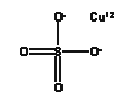 O- Cu+2
O S O-
O